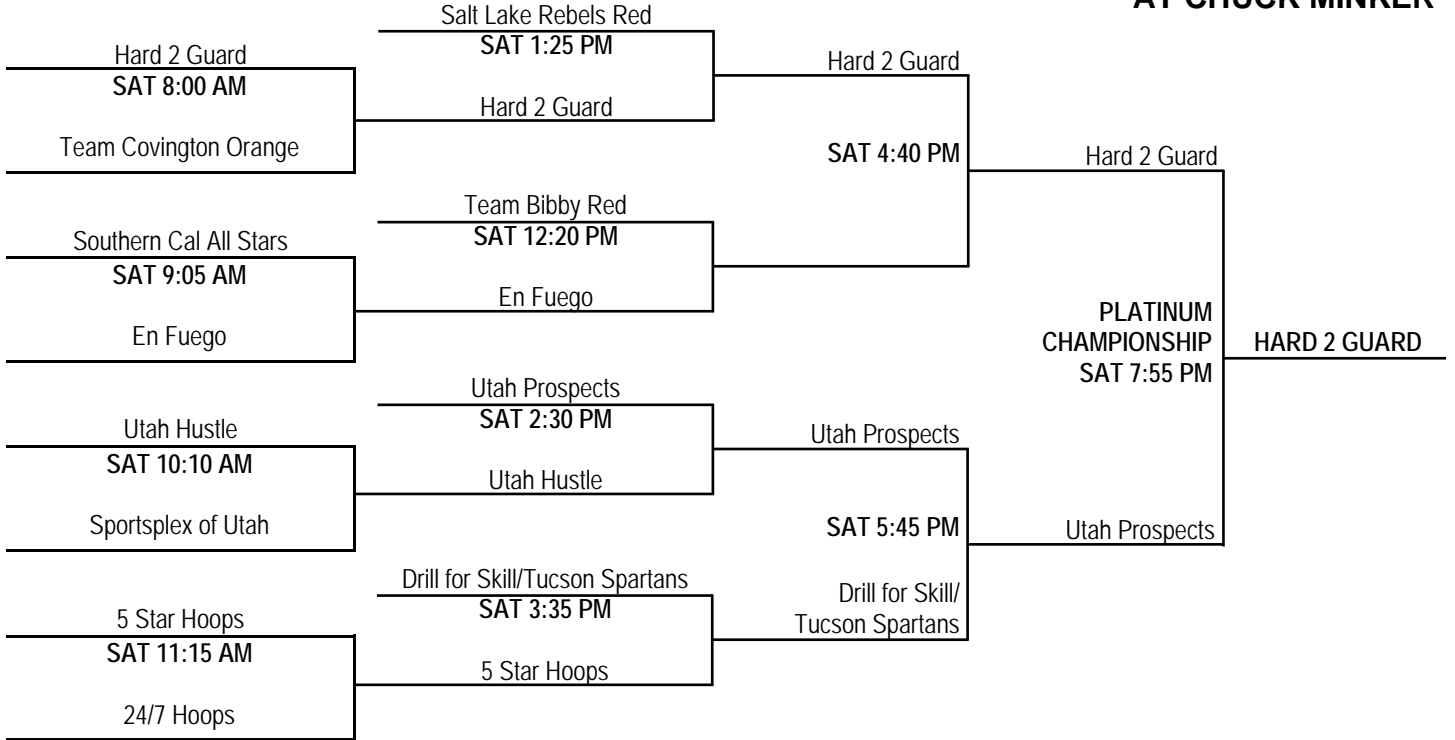 AT CHUCK MINKER
Hard 2 Guard
SAT 8:00 AM
Team Covington Orange
Southern Cal All Stars
SAT 9:05 AM
En Fuego
Utah Hustle
SAT 10:10 AM
Sportsplex of Utah
5 Star Hoops
SAT 11:15 AM
24/7 Hoops
Salt Lake Rebels Red
SAT 1:25 PM
Hard 2 Guard
Team Bibby Red
SAT 12:20 PM
En Fuego
Utah Prospects
SAT 2:30 PM
Utah Hustle
Drill for Skill/Tucson Spartans
SAT 3:35 PM
5 Star Hoops
Hard 2 Guard
SAT 4:40 PM
Utah Prospects
SAT 5:45 PM
Drill for Skill/
Tucson Spartans
Hard 2 Guard
PLATINUM
CHAMPIONSHIP
SAT 7:55 PM
Utah Prospects
HARD 2 GUARD